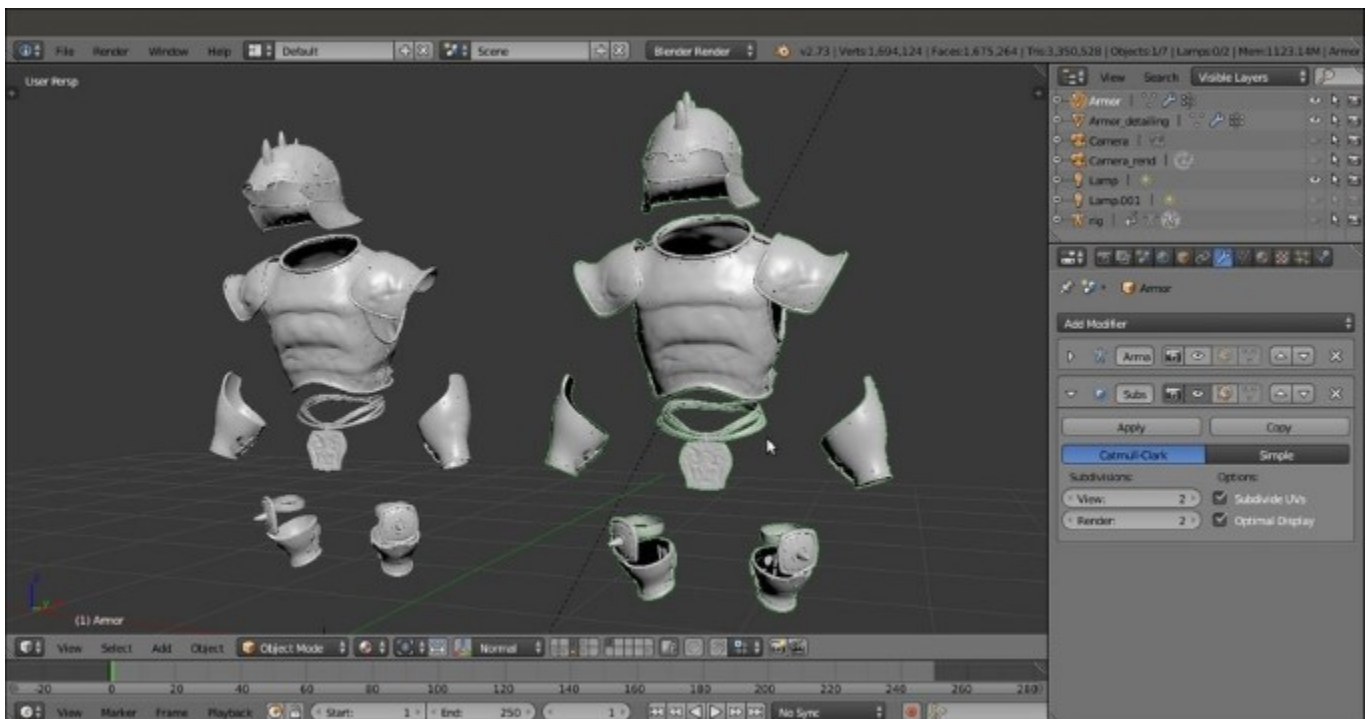 File Render Window Help Default Scene Blender Render v2.73 | Verts:1,694,124 | Faces:1,675,264 | Tris:3,350,528 | Objects:1/7 | Lamps:0/2 | Mem:1123.14M | Armor
User Persp
View Search Visible Layers
Armor
Armor_detailing
Camera
Camera_rend
Lamp
Lamp.001
rig
Armor
Add Modifier
Arma
Subs
Apply Copy
Catmull-Clark Simple
Subdivisions: Options:
View: 2 Subdivide UVs
Render: 2 Optimal Display
(1) Armor
View Select Add Object Object Mode Normal
-20 0 20 40 60 80 100 120 140 160 180 200 220 240 260 280
View Marker Frame Playback Start: 1 End: 250 1 No Sync